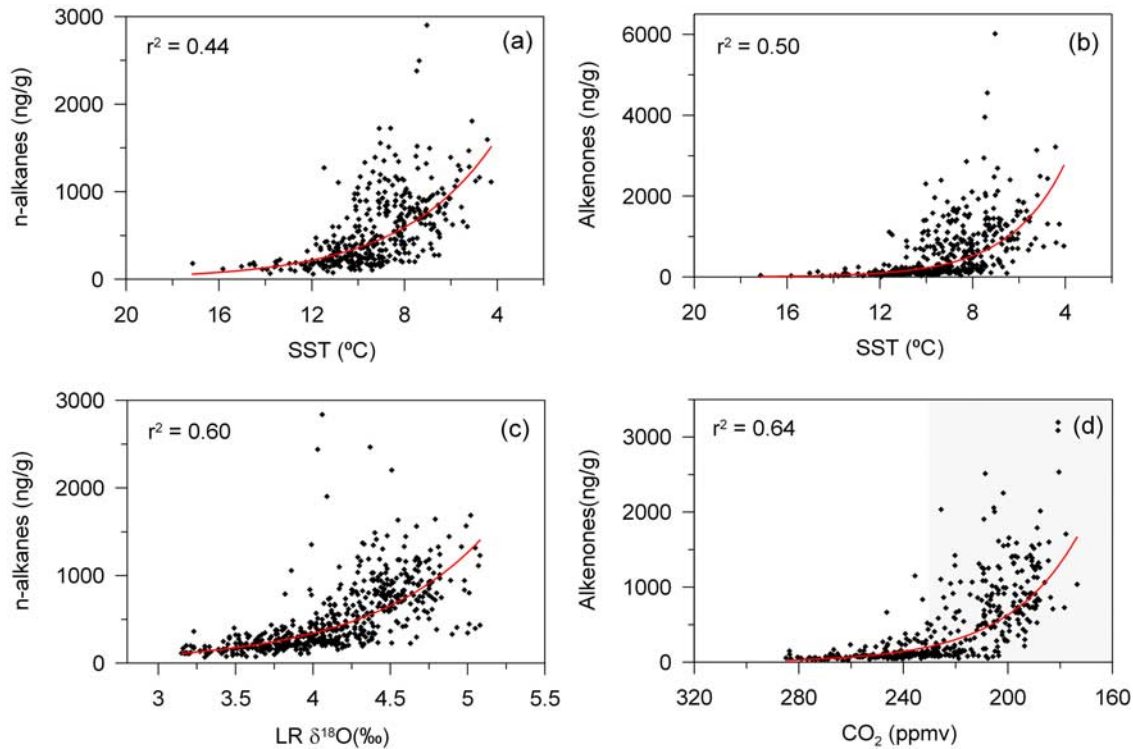 3000
r² = 0.44
(a)
2000
1000
0
n-alkanes (ng/g)
20
16
12
8
4
SST (ºC)
6000
r² = 0.50
(b)
4000
2000
0
Alkenones (ng/g)
20
16
12
8
4
SST (ºC)
3000
r² = 0.60
(c)
2000
1000
0
n-alkanes (ng/g)
3
3.5
4
4.5
5
5.5
LR δ¹⁸O(‰)
r² = 0.64
(d)
3000
2000
1000
0
Alkenones(ng/g)
320
280
240
200
160
CO₂ (ppmv)